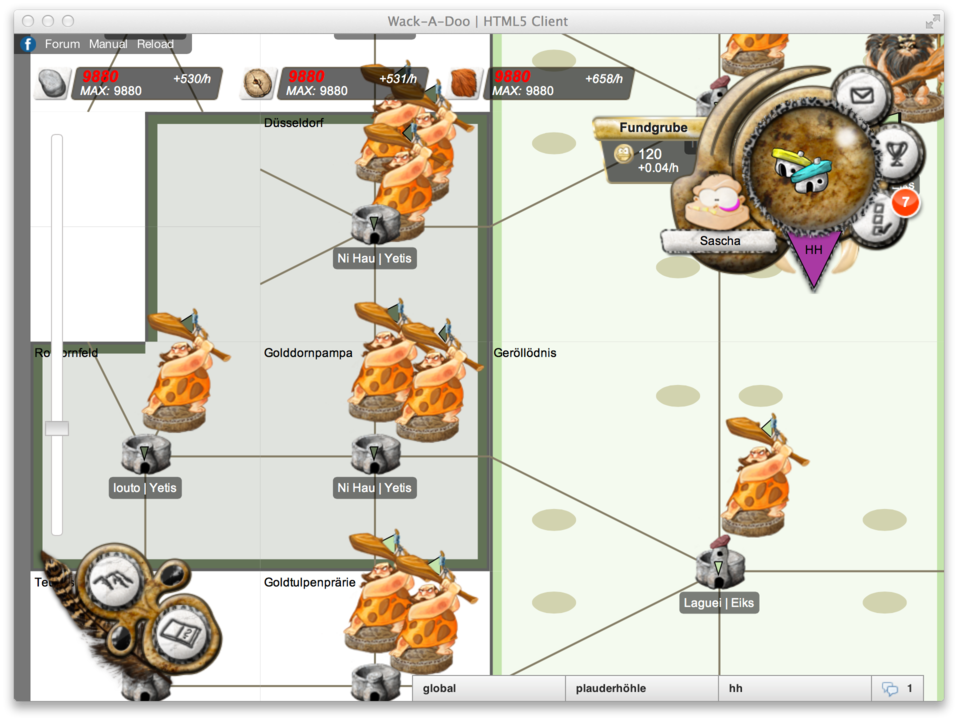 Wack-A-Doo | HTML5 Client
f Forum Manual Reload
9880 +530/h
MAX: 9880
9880 +531/h
MAX: 9880
9880 +658/h
MAX: 9880
Düsseldorf
Fundgrube
120
+0.04/h
7
Sascha
HH
Ni Hau | Yetis
Golddornpampa
Geröllödnis
louto | Yetis
Ni Hau | Yetis
Goldtulpenprärie
Laguei | Eiks
global
plauderhöhle
hh
1